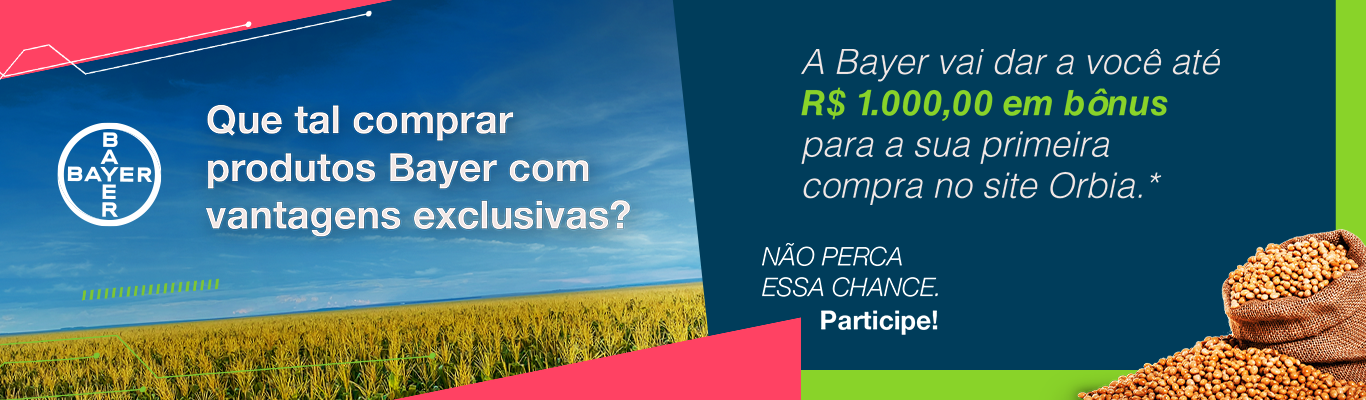 BAYER
BAYER
Que tal comprar
produtos Bayer com
vantagens exclusivas?
A Bayer vai dar a você até
R$ 1.000,00 em bônus
para a sua primeira
compra no site Orbia.*
NÃO PERCA
ESSA CHANCE.
Participe!